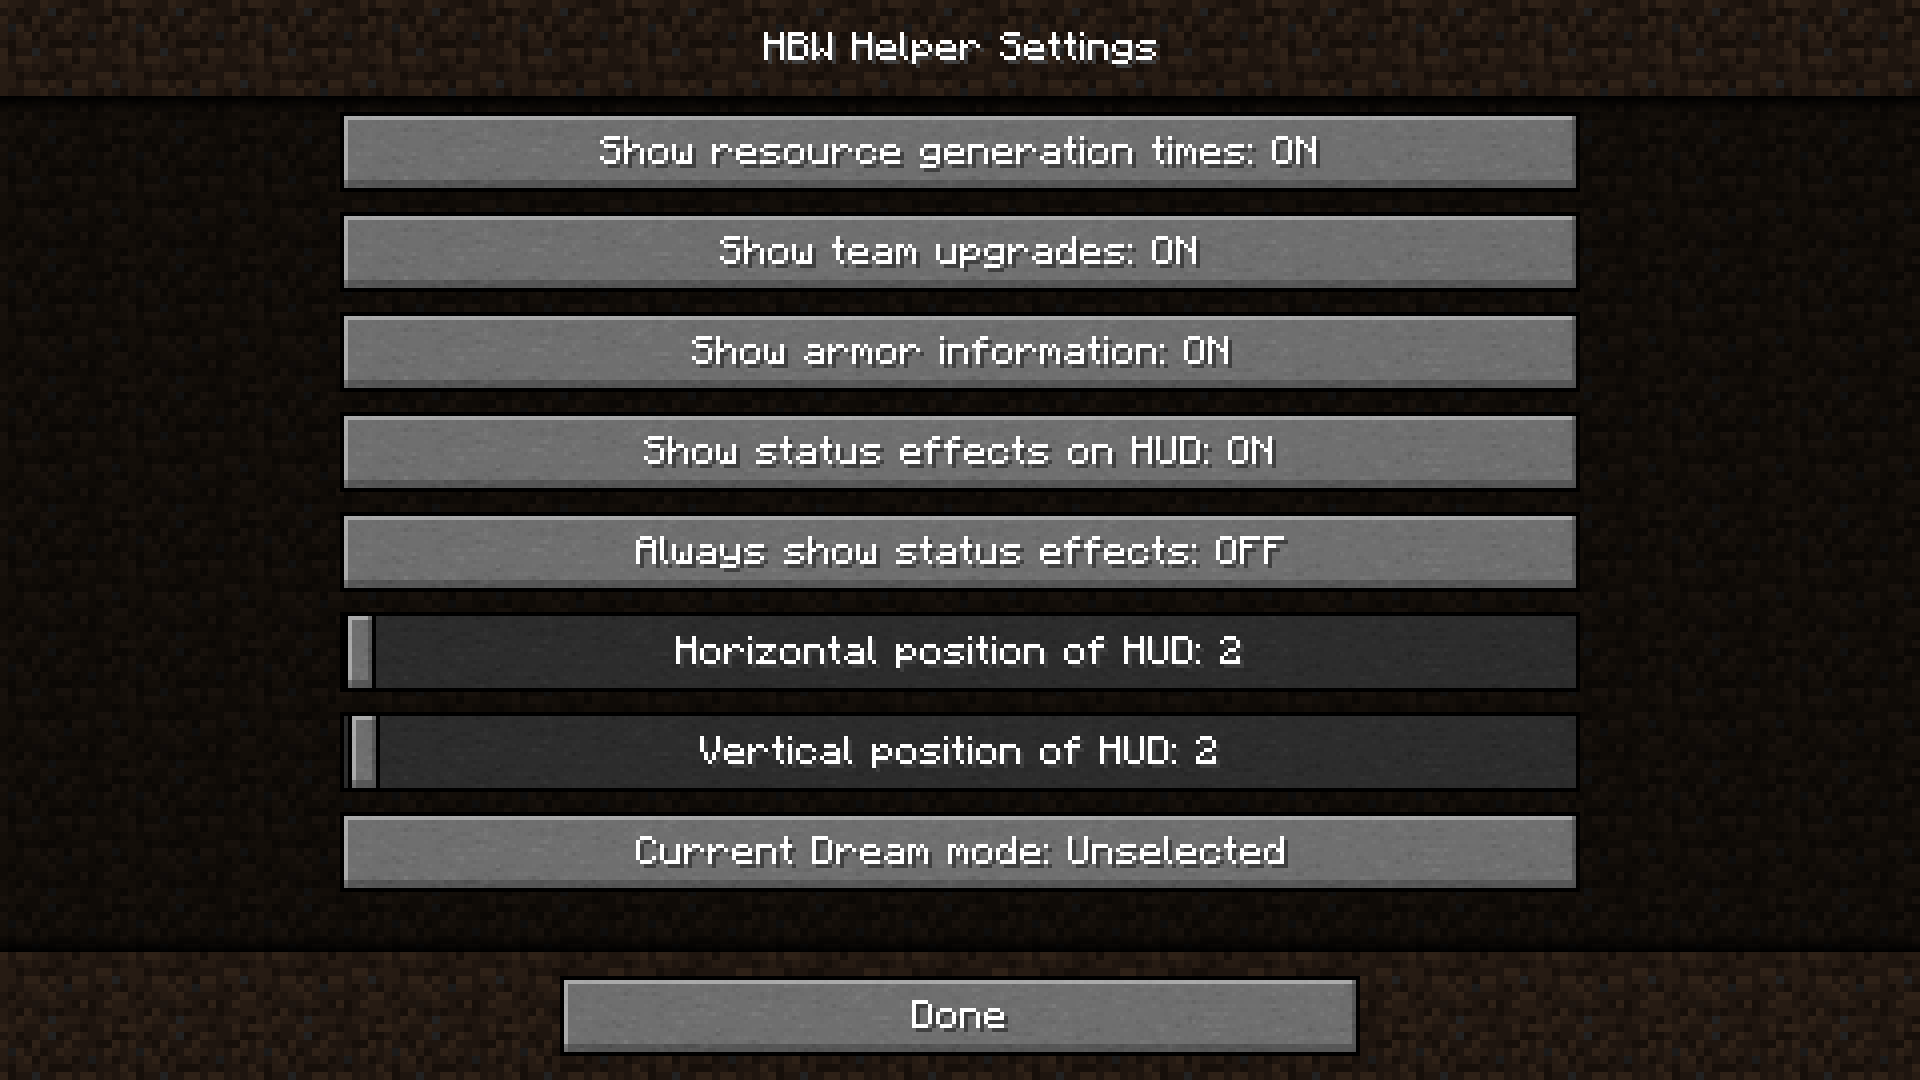 HBW Helper Settings
Show resource generation times: ON
Show team upgrades: ON
Show armor information: ON
Show status effects on HUD: ON
Always show status effects: OFF
Horizontal position of HUD: 2
Vertical position of HUD: 2
Current Dream mode: Unselected
Done